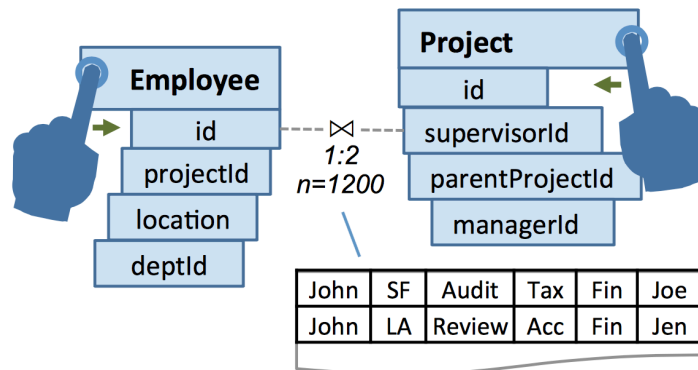 Employee
id
projectId
location
deptId
⋈
1:2
n=1200
Project
id
supervisorId
parentProjectId
managerId
John SF Audit Tax Fin Joe
John LA Review Acc Fin Jen